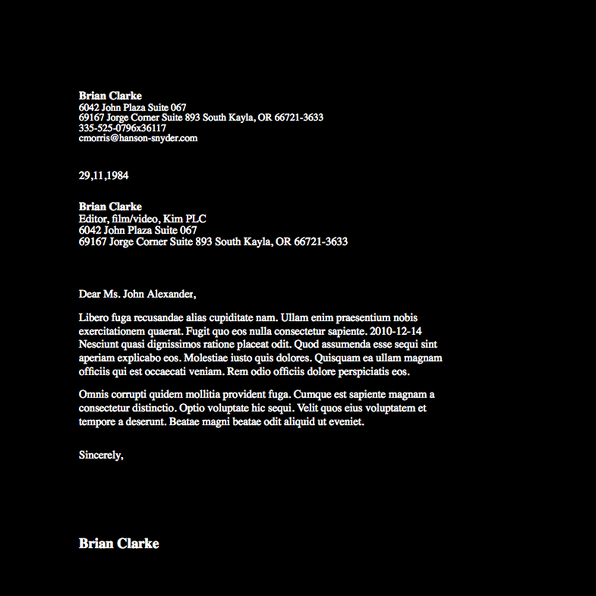 Brian Clarke
6042 John Plaza Suite 067
69167 Jorge Corner Suite 893 South Kayla, OR 66721-3633
335-525-0796x36117
cmorris@hanson-snyder.com
29,11,1984
Brian Clarke
Editor, film/video, Kim PLC
6042 John Plaza Suite 067
69167 Jorge Corner Suite 893 South Kayla, OR 66721-3633
Dear Ms. John Alexander,
Libero fuga recusandae alias cupiditate nam. Ullam enim praesentium nobis
exercitationem quaerat. Fugit quo eos nulla consectetur sapiente. 2010-12-14
Nesciunt quasi dignissimos ratione placeat odit. Quod assumenda esse sequi sint
aperiam explicabo eos. Molestiae iusto quis dolores. Quisquam ea ullam magnam
officiis qui est occaecati veniam. Rem odio officiis dolore perspiciatis eos.
Omnis corrupti quidem mollitia provident fuga. Cumque est sapiente magnam a
consectetur distinctio. Optio voluptate hic sequi. Velit quos eius voluptatem et
tempore a deserunt. Beatae magni beatae odit aliquid ut eveniet.
Sincerely,
Brian Clarke